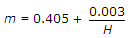 m = 0.405 + 0.003 / H